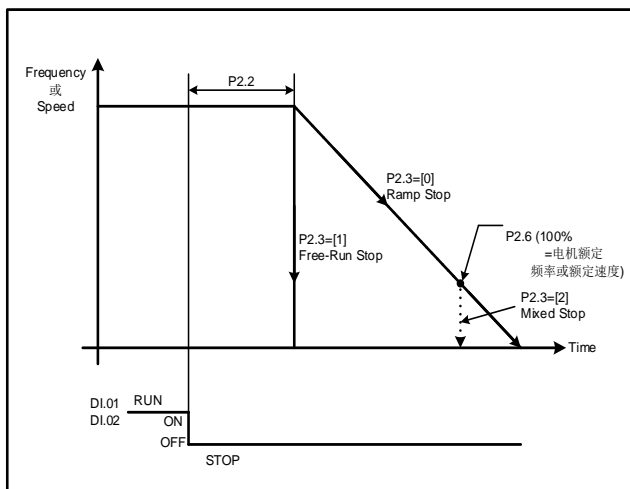 Frequency
或
Speed
P2.2
P2.3=[0]
Ramp Stop
P2.3=[1]
Free-Run Stop
P2.6 (100%
=电机额定
频率或额定速度)
P2.3=[2]
Mixed Stop
Time
DI.01 RUN
DI.02 ON
OFF
STOP